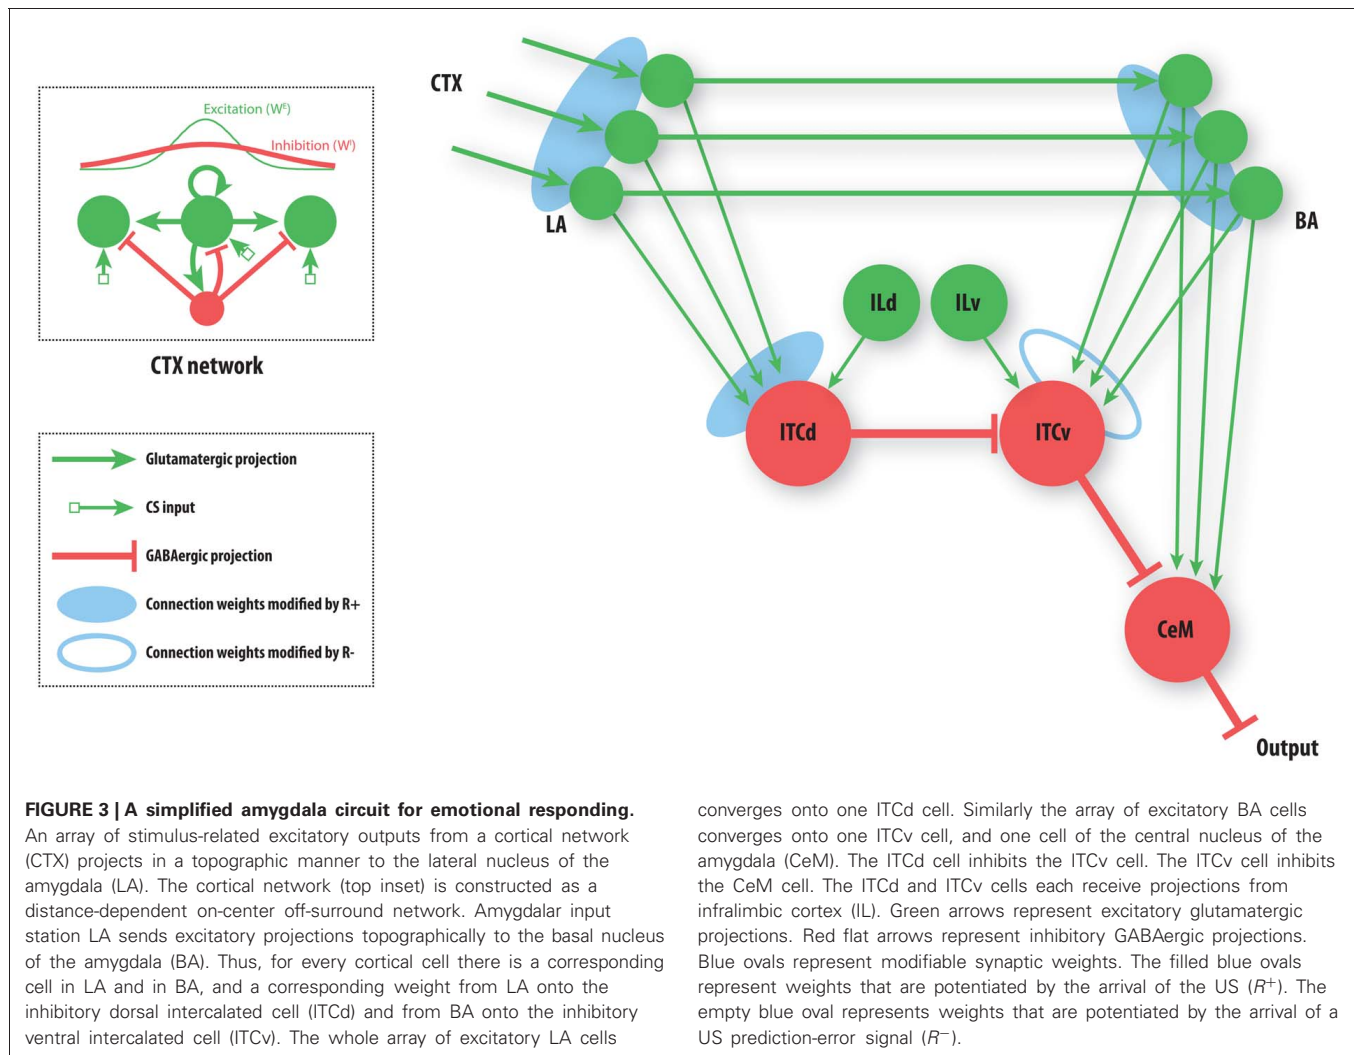 CTX
Excitation (Wᴱ)
Inhibition (Wᴵ)
CTX network
LA
BA
ILd
ILv
ITCd
ITCv
CeM
Output
Glutamatergic projection
CS input
GABAergic projection
Connection weights modified by R+
Connection weights modified by R-
FIGURE 3 | A simplified amygdala circuit for emotional responding.
An array of stimulus-related excitatory outputs from a cortical network
(CTX) projects in a topographic manner to the lateral nucleus of the
amygdala (LA). The cortical network (top inset) is constructed as a
distance-dependent on-center off-surround network. Amygdalar input
station LA sends excitatory projections topographically to the basal nucleus
of the amygdala (BA). Thus, for every cortical cell there is a corresponding
cell in LA and in BA, and a corresponding weight from LA onto the
inhibitory dorsal intercalated cell (ITCd) and from BA onto the inhibitory
ventral intercalated cell (ITCv). The whole array of excitatory LA cells
converges onto one ITCd cell. Similarly the array of excitatory BA cells
converges onto one ITCv cell, and one cell of the central nucleus of the
amygdala (CeM). The ITCd cell inhibits the ITCv cell. The ITCv cell inhibits
the CeM cell. The ITCd and ITCv cells each receive projections from
infralimbic cortex (IL). Green arrows represent excitatory glutamatergic
projections. Red flat arrows represent inhibitory GABAergic projections.
Blue ovals represent modifiable synaptic weights. The filled blue ovals
represent weights that are potentiated by the arrival of the US (R⁺). The
empty blue oval represents weights that are potentiated by the arrival of a
US prediction-error signal (R⁻).